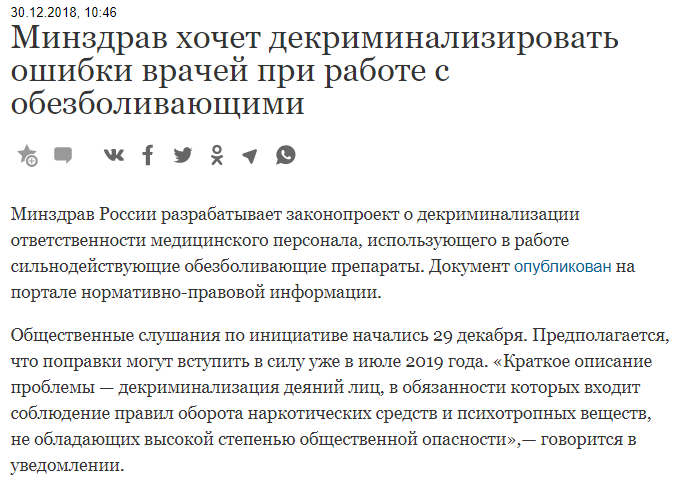 30.12.2018, 10:46
Минздрав хочет декриминализировать
ошибки врачей при работе с
обезболивающими
Минздрав России разрабатывает законопроект о декриминализации
ответственности медицинского персонала, использующего в работе
сильнодействующие обезболивающие препараты. Документ опубликован на
портале нормативно-правовой информации.
Общественные слушания по инициативе начались 29 декабря. Предполагается,
что поправки могут вступить в силу уже в июле 2019 года. «Краткое описание
проблемы — декриминализация деяний лиц, в обязанности которых входит
соблюдение правил оборота наркотических средств и психотропных веществ,
не обладающих высокой степенью общественной опасности»,— говорится в
уведомлении.